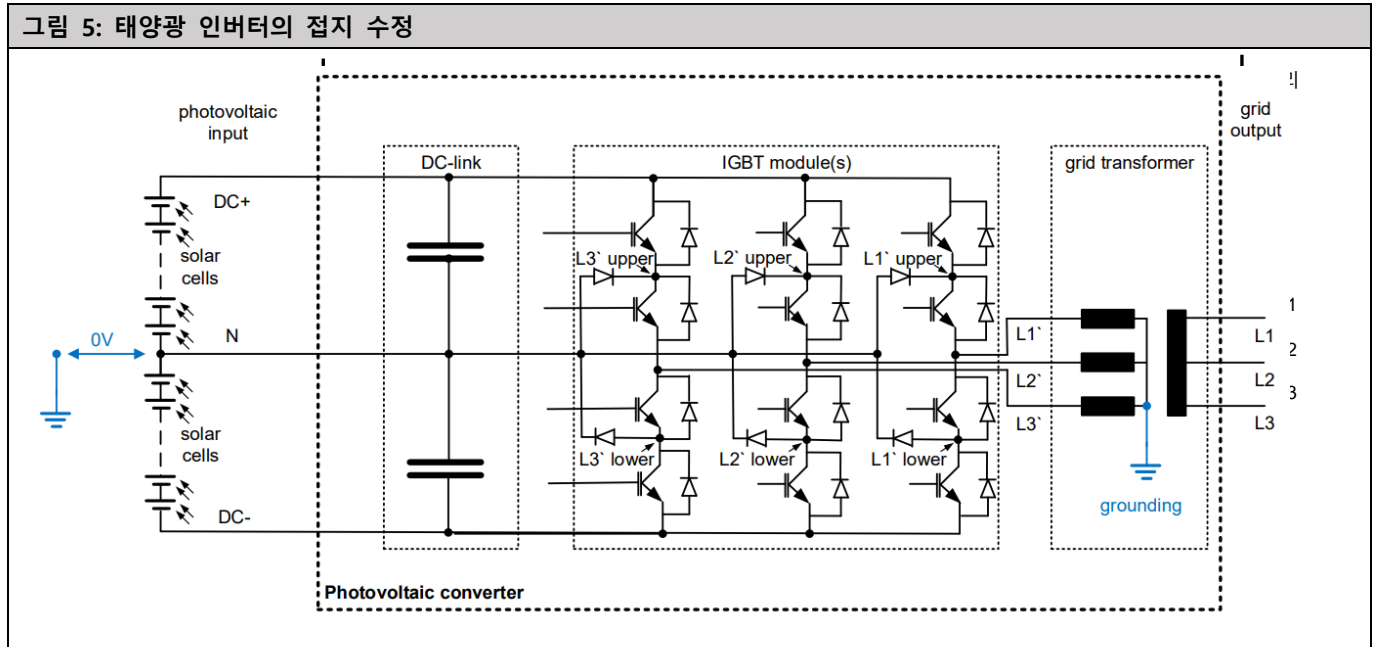 그림 5: 태양광 인버터의 접지 수정
photovoltaic
input
grid
output
DC-link
IGBT module(s)
grid transformer
DC+
solar
cells
L3` upper
L2` upper
L1` upper
0V
N
L1`
L1
1
L2`
L2
2
L3`
L3
3
solar
cells
L3` lower
L2` lower
L1` lower
DC-
grounding
Photovoltaic converter